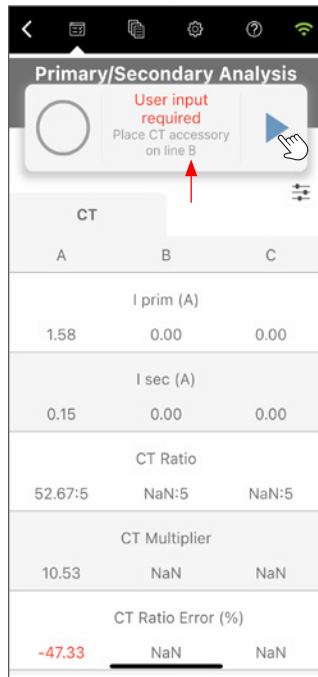 Primary/Secondary Analysis
User input
required
Place CT accessory
on line B
CT
A B C
I prim (A)
1.58 0.00 0.00
I sec (A)
0.15 0.00 0.00
CT Ratio
52.67:5 NaN:5 NaN:5
CT Multiplier
10.53 NaN NaN
CT Ratio Error (%)
-47.33 NaN NaN